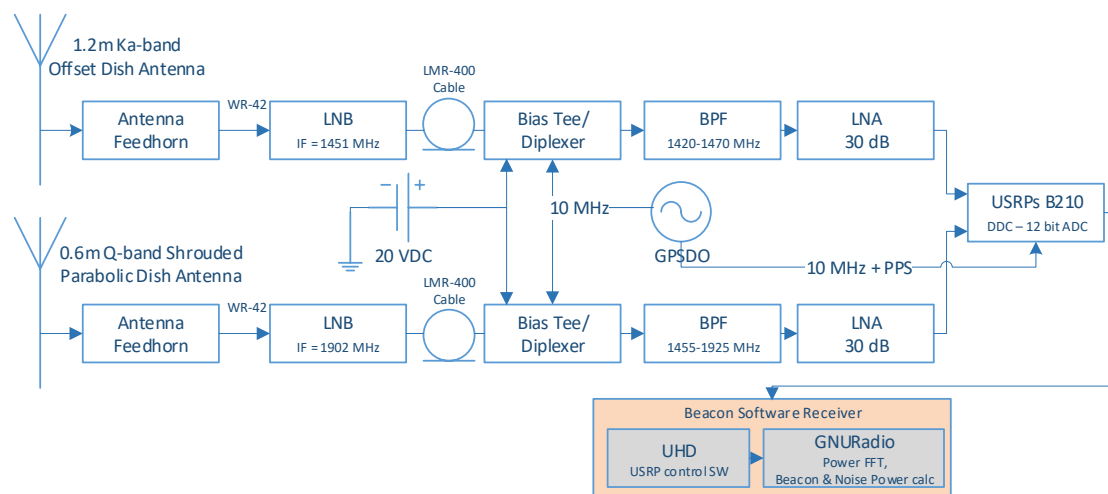 1.2m Ka-band
Offset Dish Antenna
Antenna
Feedhorn
WR-42
LNB
IF = 1451 MHz
LMR-400
Cable
Bias Tee/
Diplexer
BPF
1420-1470 MHz
LNA
30 dB
− +
20 VDC
10 MHz
GPSDO
10 MHz + PPS
USRPs B210
DDC – 12 bit ADC
0.6m Q-band Shrouded
Parabolic Dish Antenna
Antenna
Feedhorn
WR-42
LNB
IF = 1902 MHz
LMR-400
Cable
Bias Tee/
Diplexer
BPF
1455-1925 MHz
LNA
30 dB
Beacon Software Receiver
UHD
USRP control SW
GNURadio
Power FFT,
Beacon & Noise Power calc